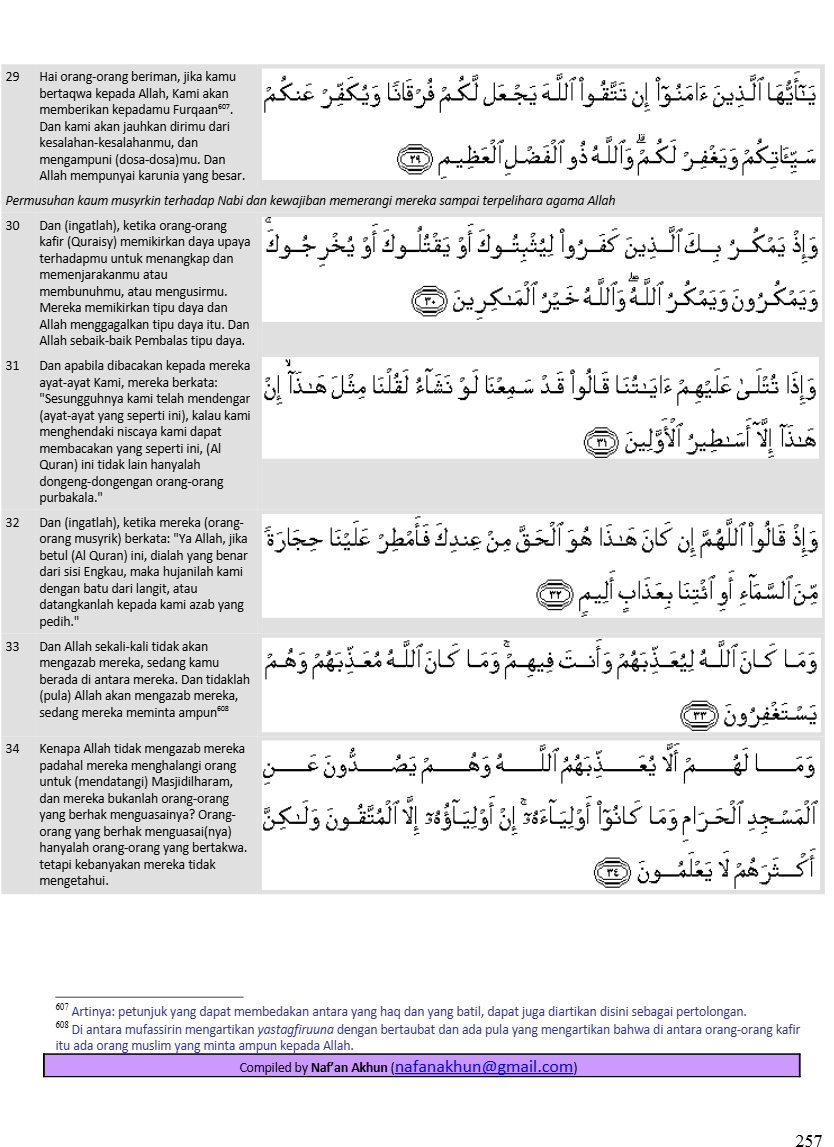 29 Hai orang-orang beriman, jika kamu
bertaqwa kepada Allah, Kami akan
memberikan kepadamu Furqaan⁶⁰⁷.
Dan kami akan jauhkan dirimu dari
kesalahan-kesalahanmu, dan
mengampuni (dosa-dosa)mu. Dan
Allah mempunyai karunia yang besar.
يَـٰٓأَيُّهَا ٱلَّذِينَ ءَامَنُوٓا۟ إِن تَتَّقُوا۟ ٱللَّهَ يَجْعَل لَّكُمْ فُرْقَانًا وَيُكَفِّرْ عَنكُمْ
سَيِّـَٔاتِكُمْ وَيَغْفِرْ لَكُمْ ۗ وَٱللَّهُ ذُو ٱلْفَضْلِ ٱلْعَظِيمِ ٢٩
Permusuhan kaum musyrkin terhadap Nabi dan kewajiban memerangi mereka sampai terpelihara agama Allah
30 Dan (ingatlah), ketika orang-orang
kafir (Quraisy) memikirkan daya upaya
terhadapmu untuk menangkap dan
memenjarakanmu atau
membunuhmu, atau mengusirmu.
Mereka memikirkan tipu daya dan
Allah menggagalkan tipu daya itu. Dan
Allah sebaik-baik Pembalas tipu daya.
وَإِذْ يَمْكُرُ بِكَ ٱلَّذِينَ كَفَرُوا۟ لِيُثْبِتُوكَ أَوْ يَقْتُلُوكَ أَوْ يُخْرِجُوكَ ۚ
وَيَمْكُرُونَ وَيَمْكُرُ ٱللَّهُ ۖ وَٱللَّهُ خَيْرُ ٱلْمَـٰكِرِينَ ٣٠
31 Dan apabila dibacakan kepada mereka
ayat-ayat Kami, mereka berkata:
"Sesungguhnya kami telah mendengar
(ayat-ayat yang seperti ini), kalau kami
menghendaki niscaya kami dapat
membacakan yang seperti ini, (Al
Quran) ini tidak lain hanyalah
dongeng-dongengan orang-orang
purbakala."
وَإِذَا تُتْلَىٰ عَلَيْهِمْ ءَايَـٰتُنَا قَالُوا۟ قَدْ سَمِعْنَا لَوْ نَشَآءُ لَقُلْنَا مِثْلَ هَـٰذَآ ۙ إِنْ
هَـٰذَآ إِلَّآ أَسَـٰطِيرُ ٱلْأَوَّلِينَ ٣١
32 Dan (ingatlah), ketika mereka (orang-
orang musyrik) berkata: "Ya Allah, jika
betul (Al Quran) ini, dialah yang benar
dari sisi Engkau, maka hujanilah kami
dengan batu dari langit, atau
datangkanlah kepada kami azab yang
pedih."
وَإِذْ قَالُوا۟ ٱللَّهُمَّ إِن كَانَ هَـٰذَا هُوَ ٱلْحَقَّ مِنْ عِندِكَ فَأَمْطِرْ عَلَيْنَا حِجَارَةً
مِّنَ ٱلسَّمَآءِ أَوِ ٱئْتِنَا بِعَذَابٍ أَلِيمٍ ٣٢
33 Dan Allah sekali-kali tidak akan
mengazab mereka, sedang kamu
berada di antara mereka. Dan tidaklah
(pula) Allah akan mengazab mereka,
sedang mereka meminta ampun⁶⁰⁸
وَمَا كَانَ ٱللَّهُ لِيُعَذِّبَهُمْ وَأَنتَ فِيهِمْ ۚ وَمَا كَانَ ٱللَّهُ مُعَذِّبَهُمْ وَهُمْ
يَسْتَغْفِرُونَ ٣٣
34 Kenapa Allah tidak mengazab mereka
padahal mereka menghalangi orang
untuk (mendatangi) Masjidilharam,
dan mereka bukanlah orang-orang
yang berhak menguasainya? Orang-
orang yang berhak menguasai(nya)
hanyalah orang-orang yang bertakwa.
tetapi kebanyakan mereka tidak
mengetahui.
وَمَا لَهُمْ أَلَّا يُعَذِّبَهُمُ ٱللَّهُ وَهُمْ يَصُدُّونَ عَنِ
ٱلْمَسْجِدِ ٱلْحَرَامِ وَمَا كَانُوٓا۟ أَوْلِيَآءَهُۥٓ ۚ إِنْ أَوْلِيَآؤُهُۥٓ إِلَّا ٱلْمُتَّقُونَ وَلَـٰكِنَّ
أَكْثَرَهُمْ لَا يَعْلَمُونَ ٣٤
⁶⁰⁷ Artinya: petunjuk yang dapat membedakan antara yang haq dan yang batil, dapat juga diartikan disini sebagai pertolongan.
⁶⁰⁸ Di antara mufassirin mengartikan yastagfiruuna dengan bertaubat dan ada pula yang mengartikan bahwa di antara orang-orang kafir
itu ada orang muslim yang minta ampun kepada Allah.
Compiled by Naf'an Akhun (nafanakhun@gmail.com)
257